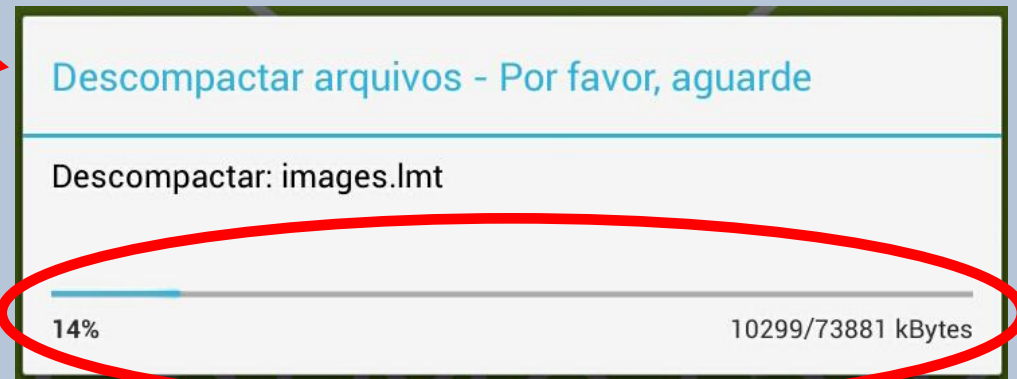 Descompactar arquivos - Por favor, aguarde
Descompactar: images.lmt
14%
10299/73881 kBytes